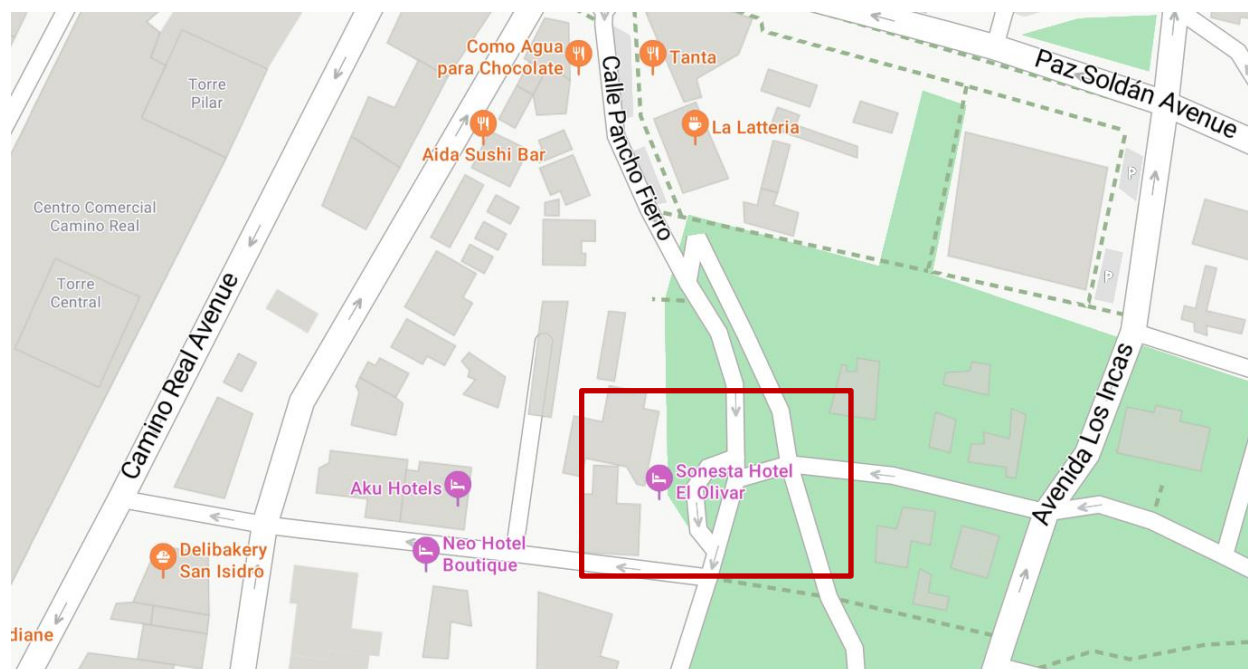 Como Agua
para Chocolate
Tanta
Paz Soldán Avenue
Torre
Pilar
Calle Pancho Fierro
La Latteria
Aida Sushi Bar
P
Centro Comercial
Camino Real
P
Torre
Central
Camino Real Avenue
Avenida Los Incas
Sonesta Hotel
El Olivar
Aku Hotels
Neo Hotel
Boutique
Delibakery
San Isidro
diane